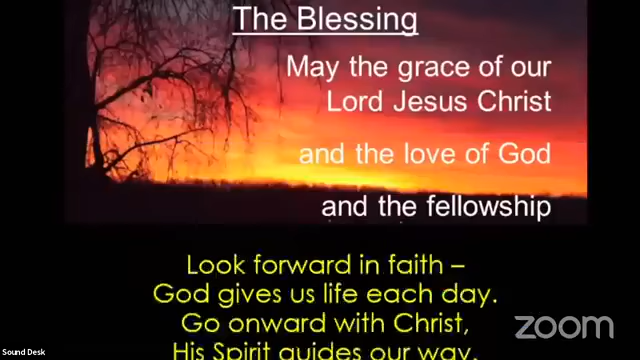 The Blessing
May the grace of our
Lord Jesus Christ
and the love of God
and the fellowship
Look forward in faith –
God gives us life each day.
Go onward with Christ,
zoom
His Spirit guides our way.
Sound Desk